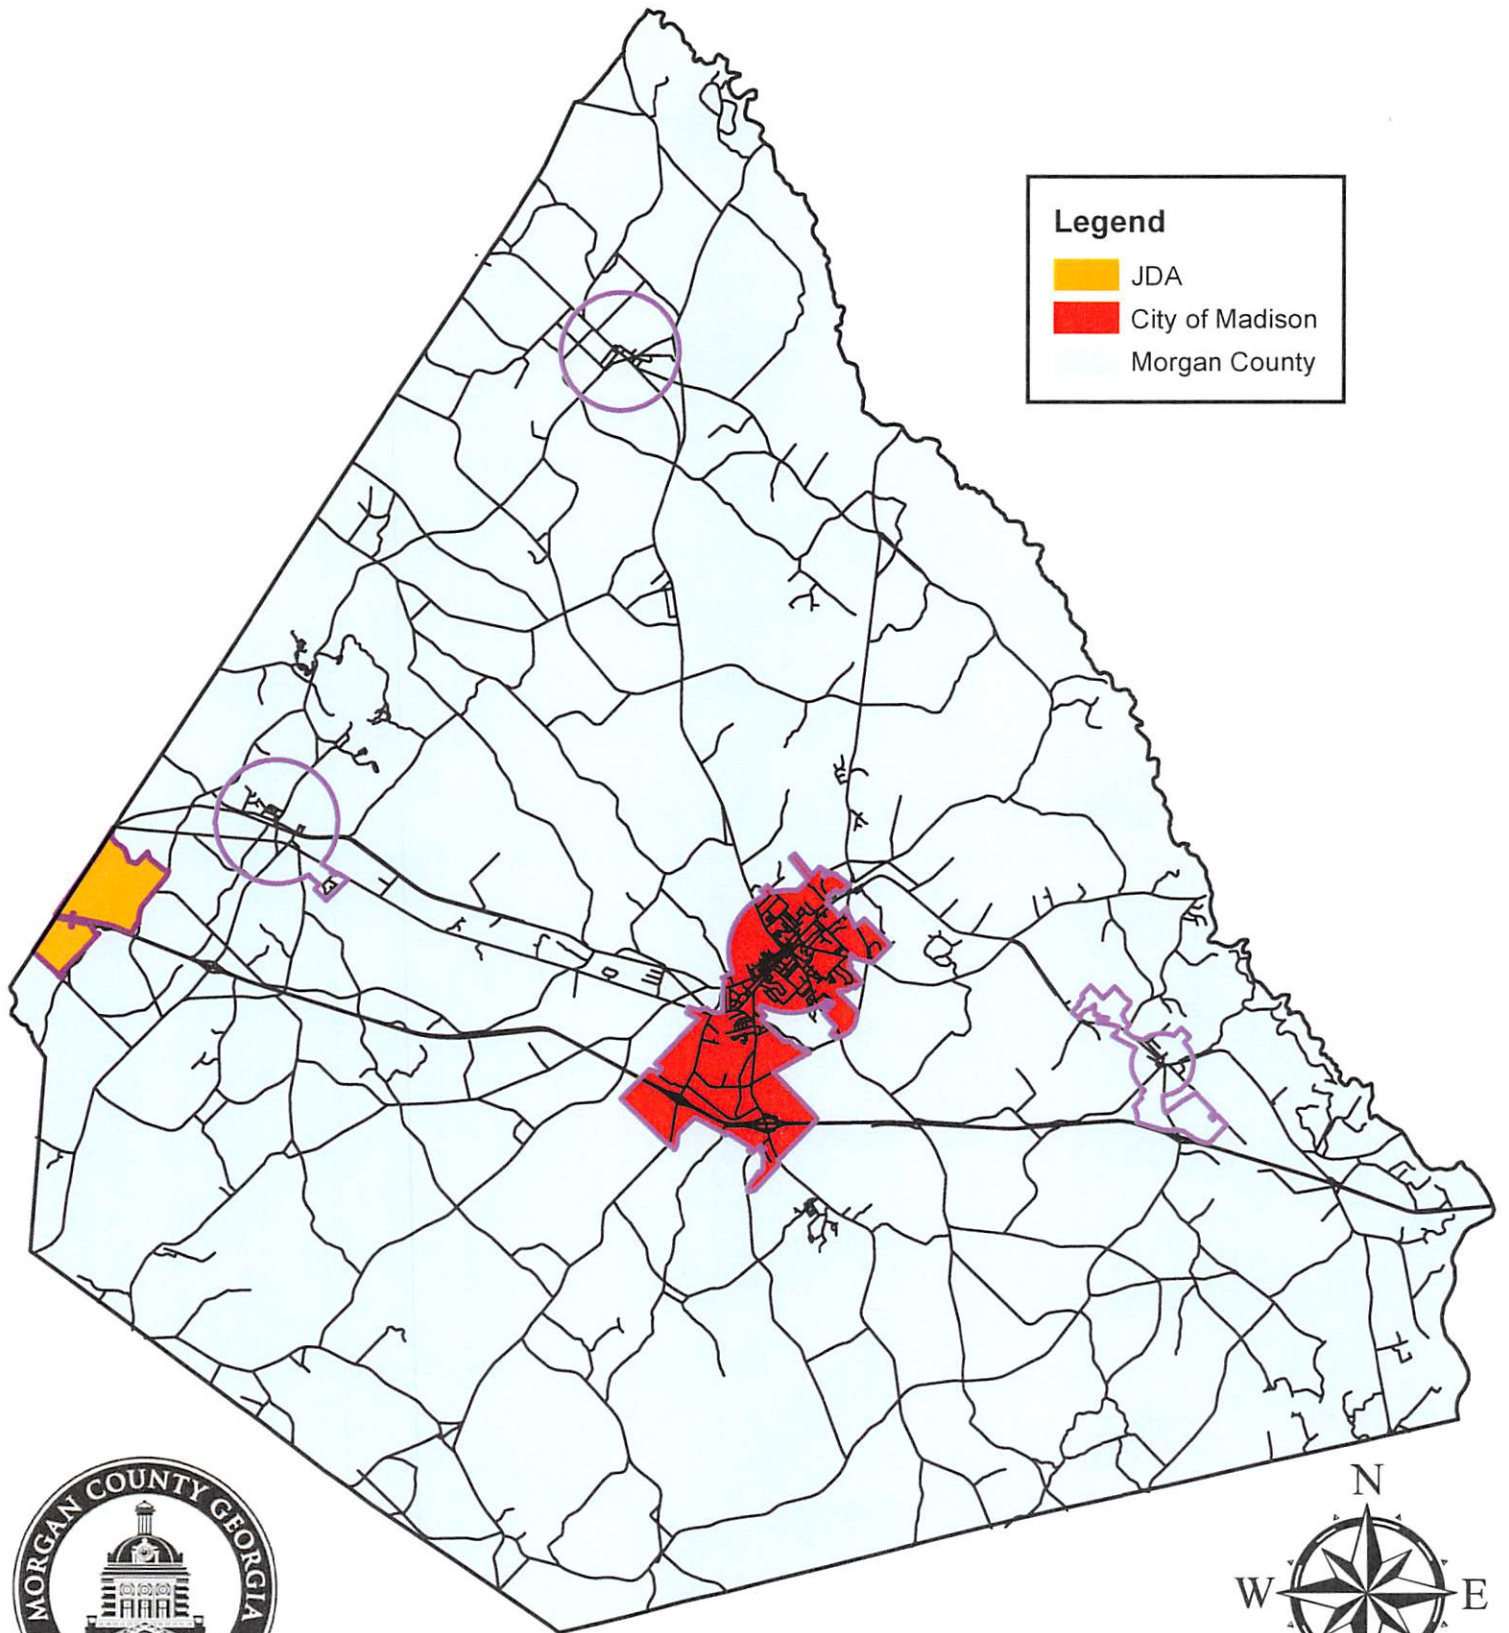 Legend
JDA
City of Madison
Morgan County
MORGAN COUNTY GEORGIA
N
W
E